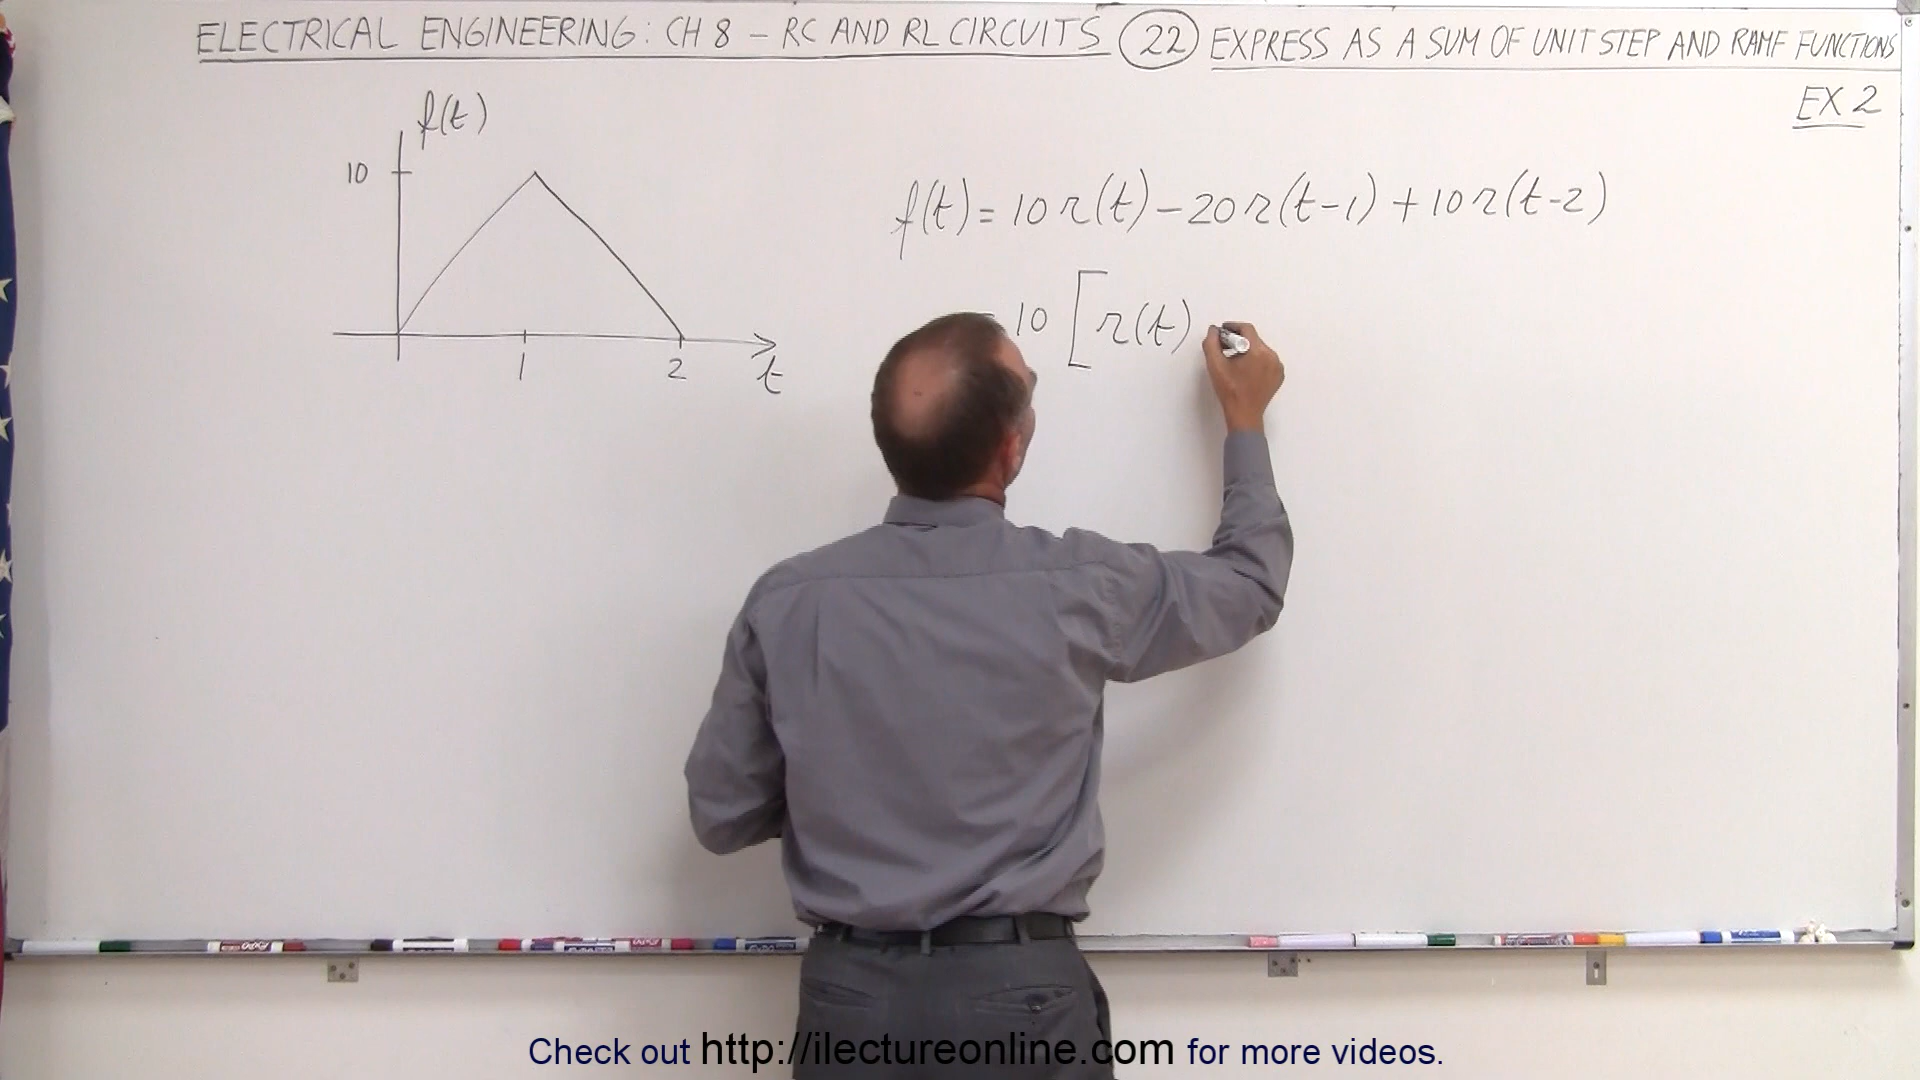 ELECTRICAL ENGINEERING: CH 8 – RC AND RL CIRCUITS (22) EXPRESS AS A SUM OF UNIT STEP AND RAMP FUNCTIONS
EX 2
f(t)
10
1
2
t
f(t) = 10r(t) – 20r(t-1) + 10r(t-2)
= 10 [r(t)
Check out http://ilectureonline.com for more videos.